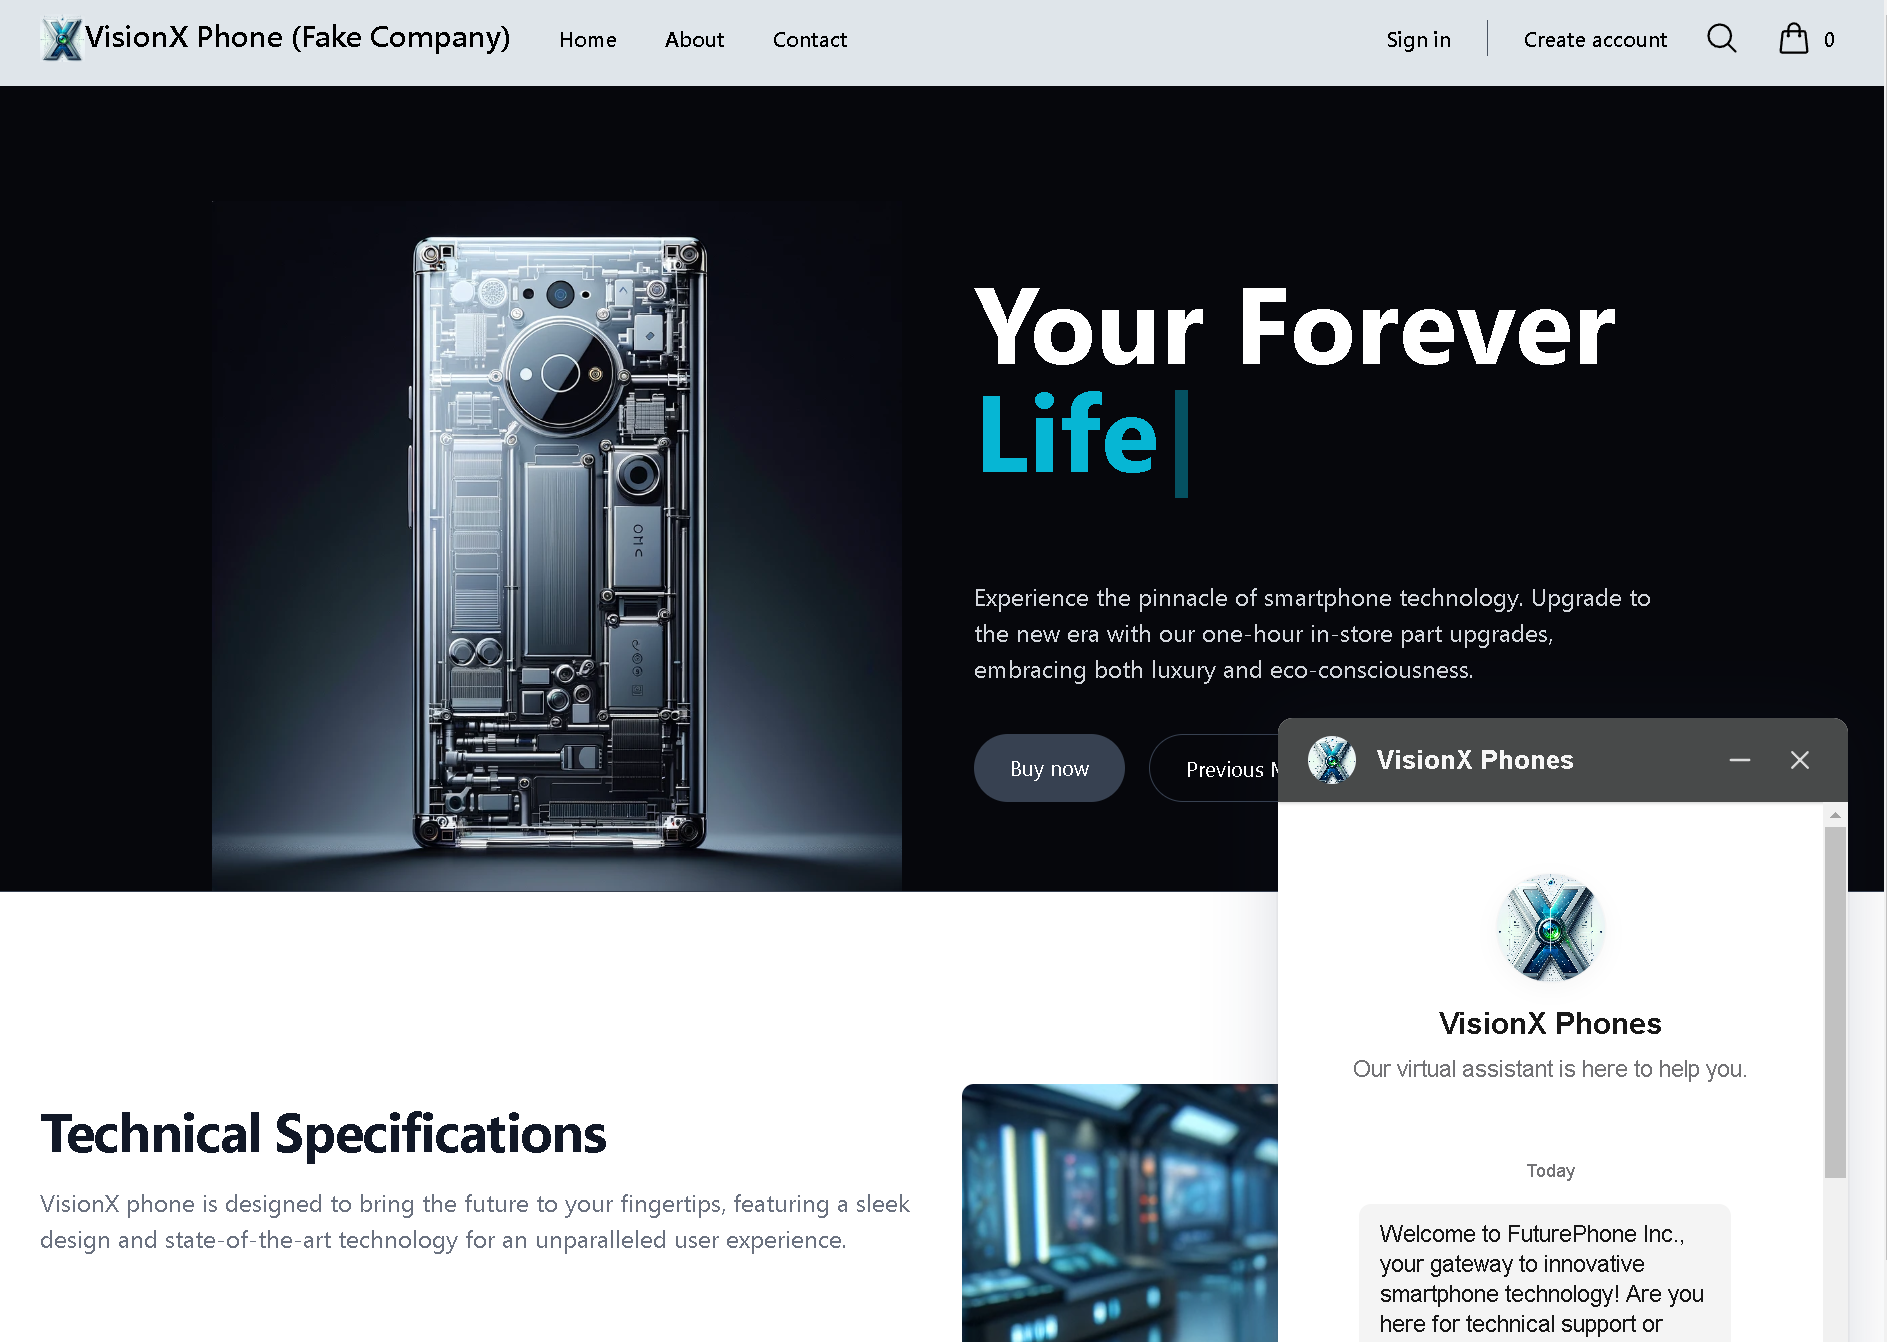 VisionX Phone (Fake Company)
Home
About
Contact
Sign in
Create account
0
Your Forever
Life
Experience the pinnacle of smartphone technology. Upgrade to
the new era with our one-hour in-store part upgrades,
embracing both luxury and eco-consciousness.
Buy now
Previous
Technical Specifications
VisionX phone is designed to bring the future to your fingertips, featuring a sleek
design and state-of-the-art technology for an unparalleled user experience.
VisionX Phones
VisionX Phones
Our virtual assistant is here to help you.
Today
Welcome to FuturePhone Inc.,
your gateway to innovative
smartphone technology! Are you
here for technical support or